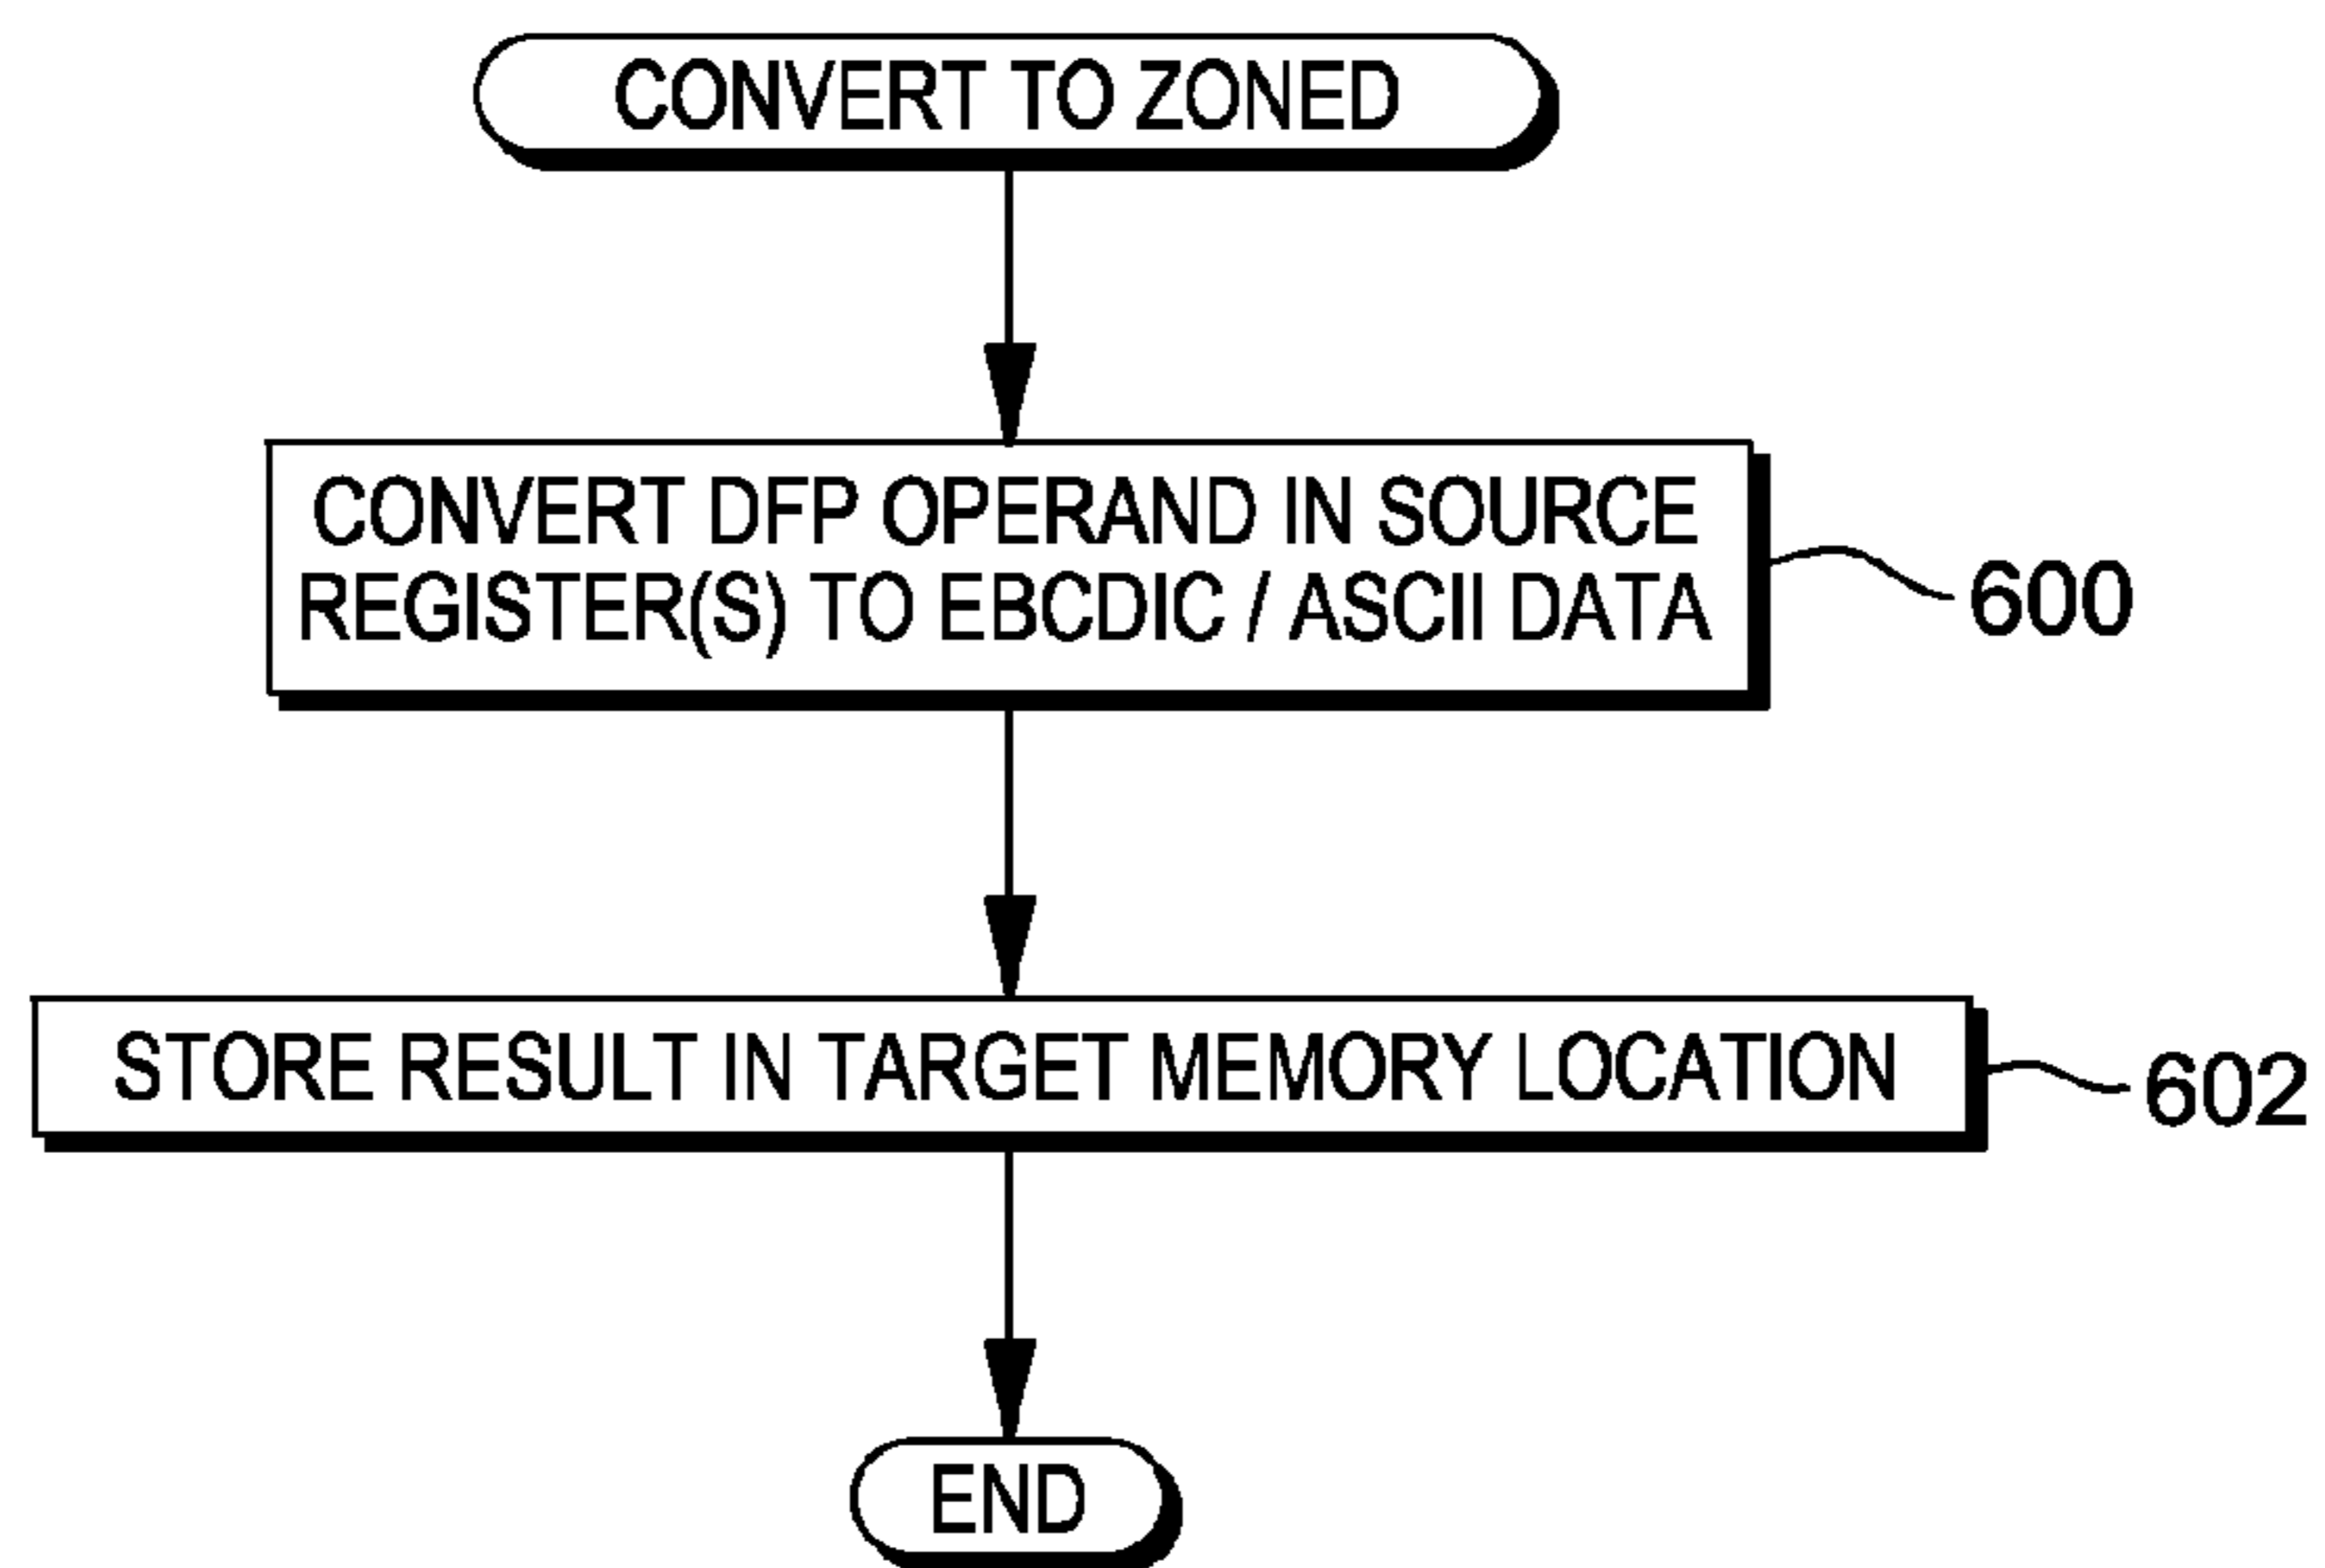 CONVERT TO ZONED
CONVERT DFP OPERAND IN SOURCE
REGISTER(S) TO EBCDIC / ASCII DATA
600
STORE RESULT IN TARGET MEMORY LOCATION
602
END